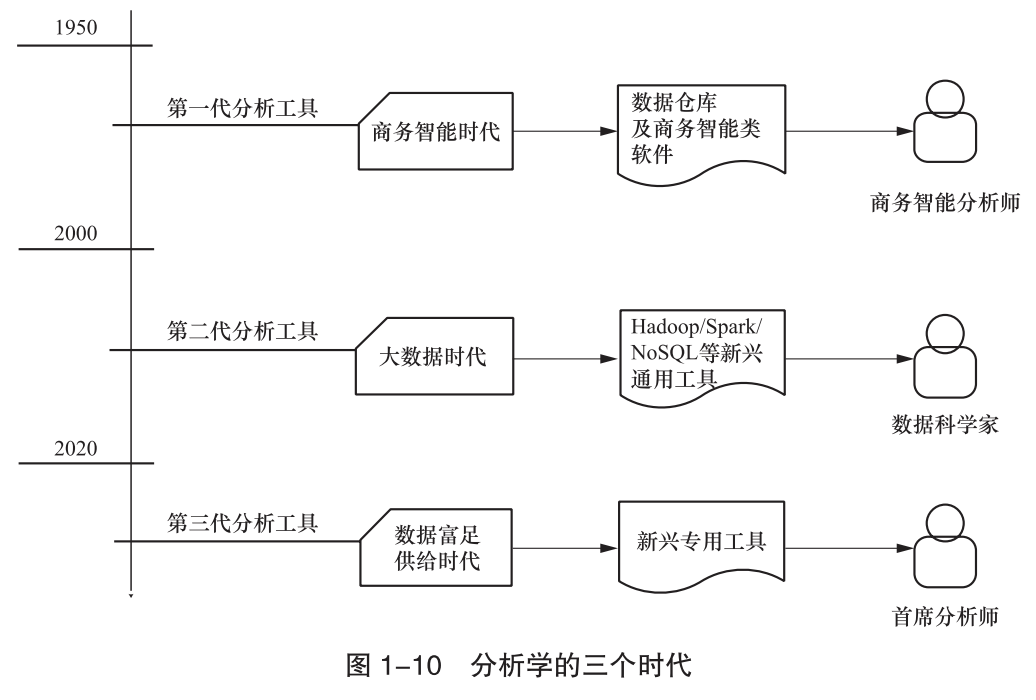 1950
第一代分析工具
商务智能时代
数据仓库
及商务智能类
软件
商务智能分析师
2000
第二代分析工具
大数据时代
Hadoop/Spark/
NoSQL等新兴
通用工具
数据科学家
2020
第三代分析工具
数据富足
供给时代
新兴专用工具
首席分析师
图 1-10 分析学的三个时代